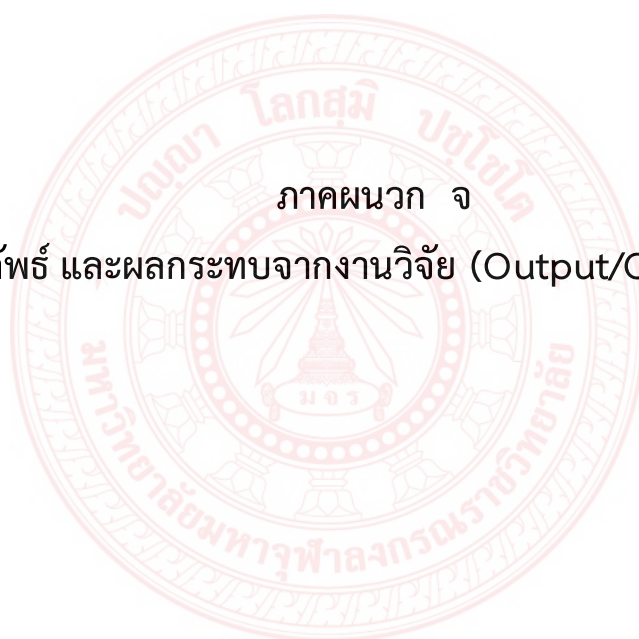 ปญฺญา โลกสฺมิ ปชฺโชโต
ภาคผนวก จ
และผลกระทบจากงานวิจัย
ม จ ร
มหาวิทยาลัยมหาจุฬาลงกรณราชวิทยาลัย